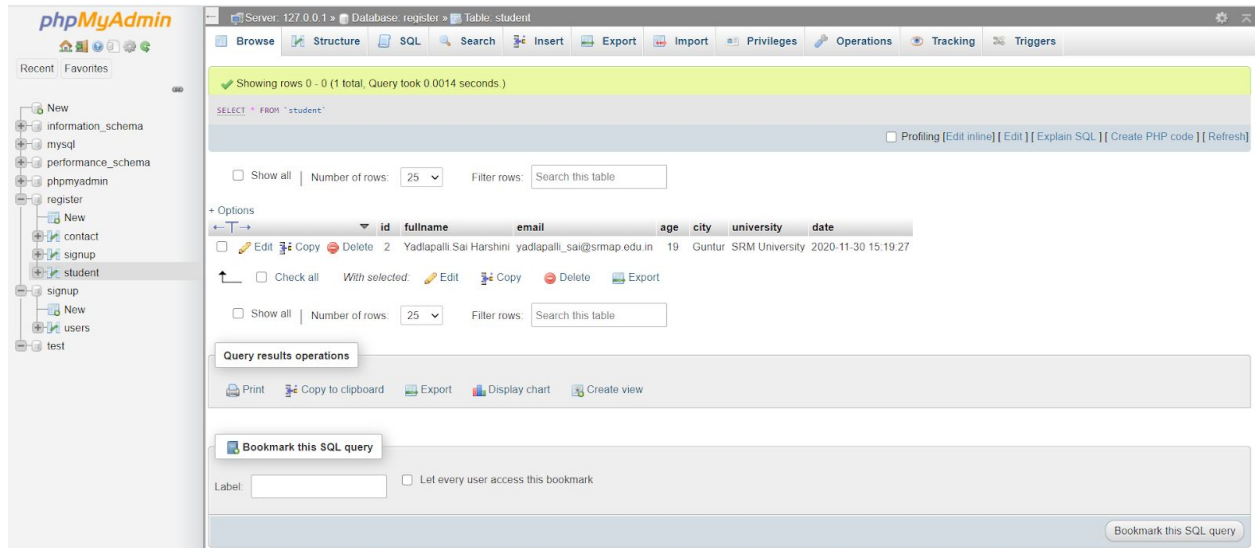 phpMyAdmin
Recent Favorites
New
information_schema
mysql
performance_schema
phpmyadmin
register
New
contact
signup
student
signup
New
users
test
Server: 127.0.0.1 » Database: register » Table: student
Browse Structure SQL Search Insert Export Import Privileges Operations Tracking Triggers
Showing rows 0 - 0 (1 total, Query took 0.0014 seconds.)
SELECT * FROM `student`
Profiling [Edit inline] [ Edit ] [ Explain SQL ] [ Create PHP code ] [ Refresh]
Show all | Number of rows: 25 Filter rows: Search this table
+ Options
←T→ ▼ id fullname email age city university date
Edit Copy Delete 2 Yadlapalli Sai Harshini yadlapalli_sai@srmap.edu.in 19 Guntur SRM University 2020-11-30 15:19:27
Check all With selected: Edit Copy Delete Export
Show all | Number of rows: 25 Filter rows: Search this table
Query results operations
Print Copy to clipboard Export Display chart Create view
Bookmark this SQL query
Label: Let every user access this bookmark
Bookmark this SQL query